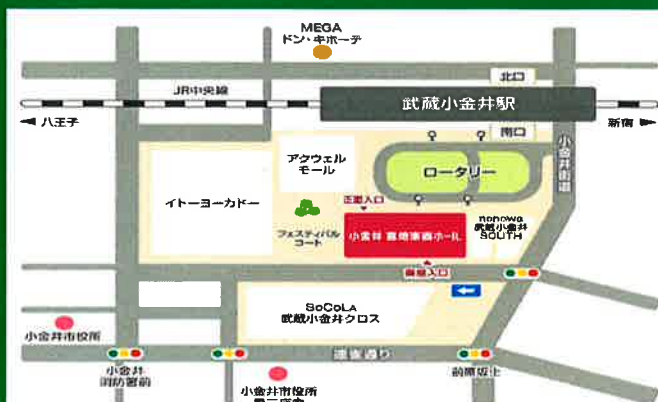 MEGA
ドン・キホーテ
北口
JR中央線
武蔵小金井駅
八王子
新宿
南口
小金井街道
アクウェル
モール
ロータリー
イトーヨーカドー
正面入口
フェスティバル
コート
小金井 宮地楽器ホール
nonowa
武蔵小金井
SOUTH
SoCoLA
武蔵小金井クロス
小金井市役所
連雀通り
小金井
消防署前
前原坂上
小金井市役所